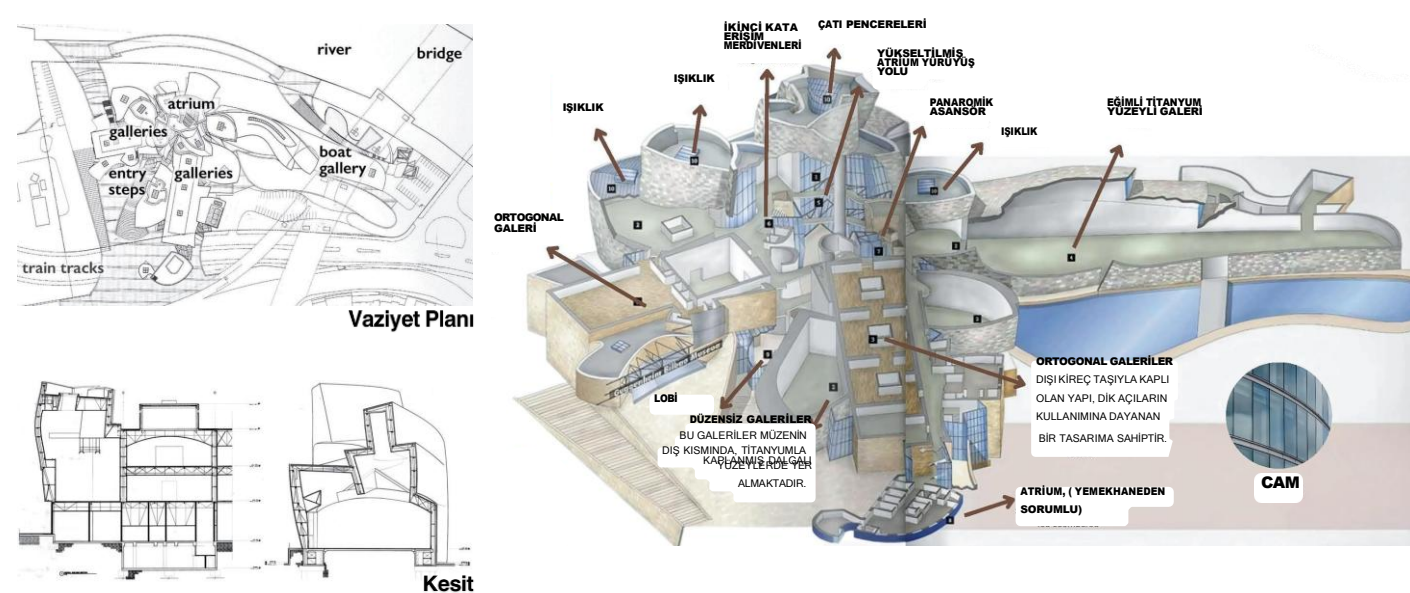 river
bridge
atrium
galleries
boat
gallery
entry
steps
galleries
train tracks
Vaziyet Planı
Kesit
İKİNCİ KATA
ERİŞİM
MERDİVENLERİ
ÇATI PENCERELERİ
YÜKSELTİLMİŞ
ATRIUM YÜRÜYÜŞ
YOLU
IŞIKLIK
IŞIKLIK
PANAROMİK
ASANSÖR
IŞIKLIK
EĞİMLİ TİTANYUM
YÜZEYLİ GALERİ
ORTOGONAL
GALERİ
Guggenheim Bilbao Museum
LOBİ
DÜZENSİZ GALERİLER
BU GALERİLER MÜZENİN
DIŞ KISMINDA, TİTANYUMLA
KAPLANMIŞ DALGALI
YÜZEYLERDE YER
ALMAKTADIR.
ORTOGONAL GALERİLER
DIŞI KİREÇ TAŞIYLA KAPLI
OLAN YAPI, DİK AÇILARIN
KULLANIMINA DAYANAN
BİR TASARIMA SAHİPTİR.
CAM
ATRİUM, ( YEMEKHANEDEN
SORUMLU)